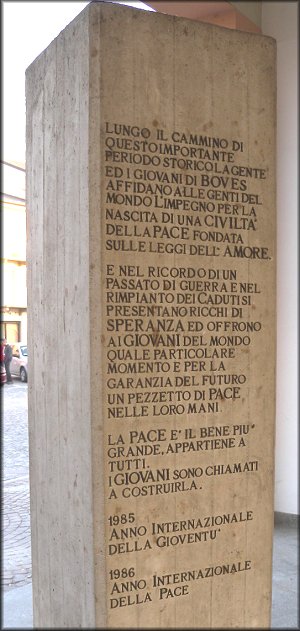 LUNGO IL CAMMINO DI
QUESTO IMPORTANTE
PERIODO STORICO LA GENTE
ED I GIOVANI DI BOVES
AFFIDANO ALLE GENTI DEL
MONDO L'IMPEGNO PER LA
NASCITA DI UNA CIVILTA'
DELLA PACE FONDATA
SULLE LEGGI DELL' AMORE.
E NEL RICORDO DI UN
PASSATO DI GUERRA E NEL
RIMPIANTO DEI CADUTI SI
PRESENTANO RICCHI DI
SPERANZA ED OFFRONO
AI GIOVANI DEL MONDO
QUALE PARTICOLARE
MOMENTO E PER LA
GARANZIA DEL FUTURO
UN PEZZETTO DI PACE
NELLE LORO MANI.
LA PACE E' IL BENE PIU'
GRANDE, APPARTIENE A
TUTTI.
I GIOVANI SONO CHIAMATI
A COSTRUIRLA.
1985
ANNO INTERNAZIONALE
DELLA GIOVENTU'
1986
ANNO INTERNAZIONALE
DELLA PACE